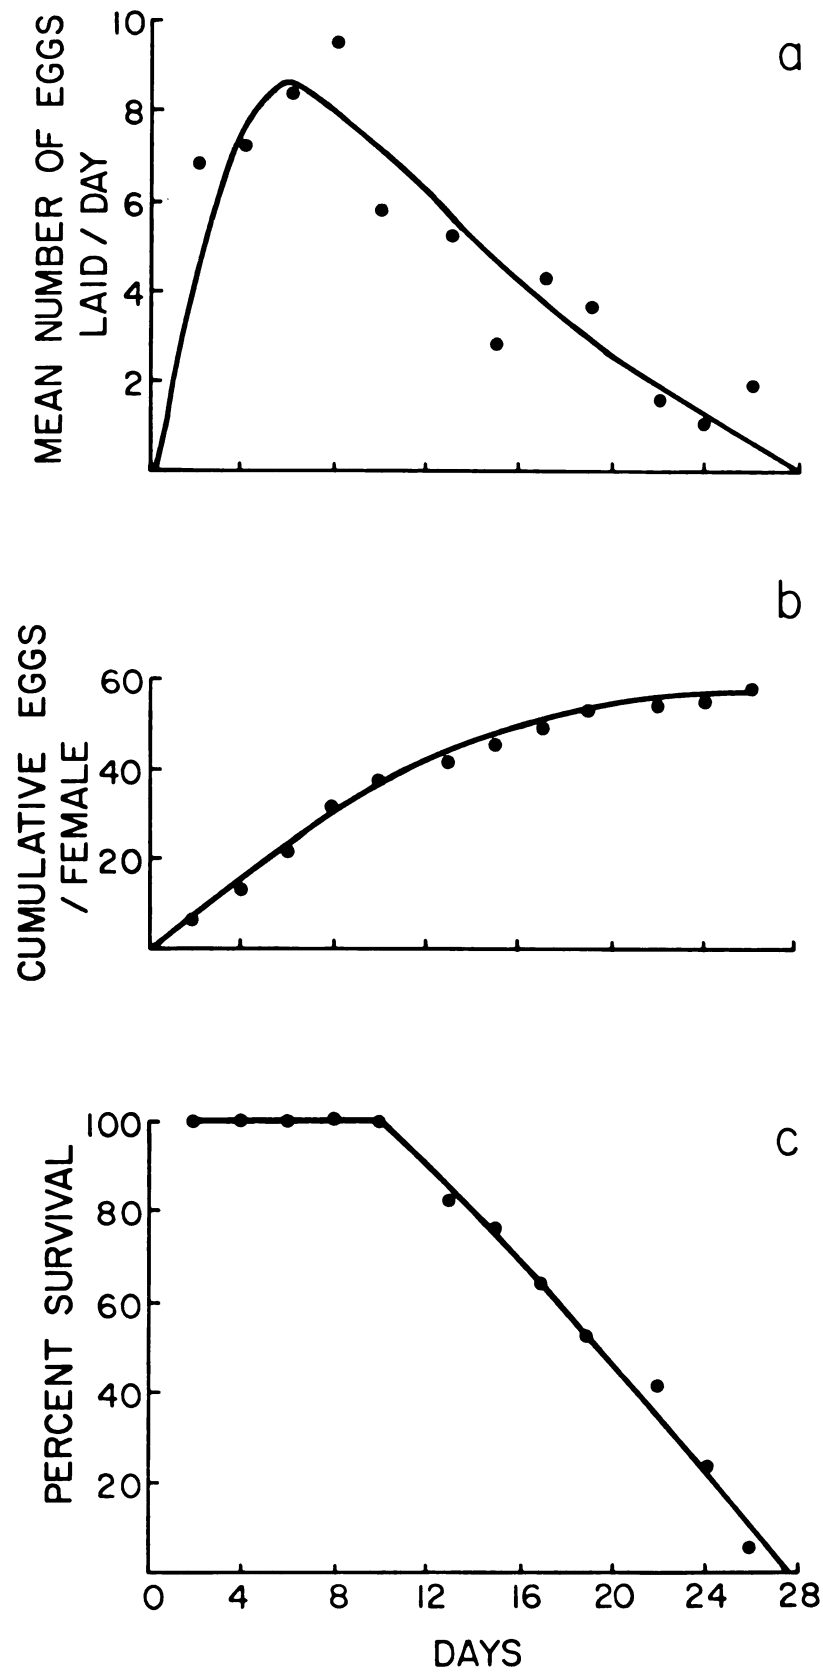 a
MEAN NUMBER OF EGGS
LAID / DAY
10
8
6
4
2
b
CUMULATIVE EGGS
/ FEMALE
60
40
20
c
PERCENT SURVIVAL
100
80
60
40
20
0 4 8 12 16 20 24 28
DAYS